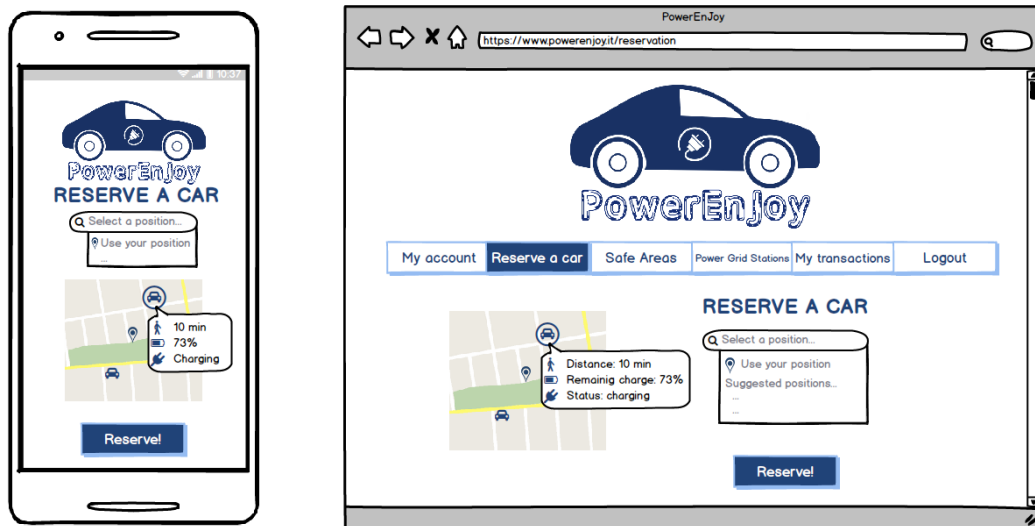 10:37
PowerEnJoy
RESERVE A CAR
Select a position...
Use your position
...
10 min
73%
Charging
Reserve!
PowerEnJoy
https://www.powerenjoy.it/reservation
PowerEnJoy
My account Reserve a car Safe Areas Power Grid Stations My transactions Logout
RESERVE A CAR
Select a position...
Use your position
Suggested positions...
...
...
Distance: 10 min
Remainig charge: 73%
Status: charging
Reserve!